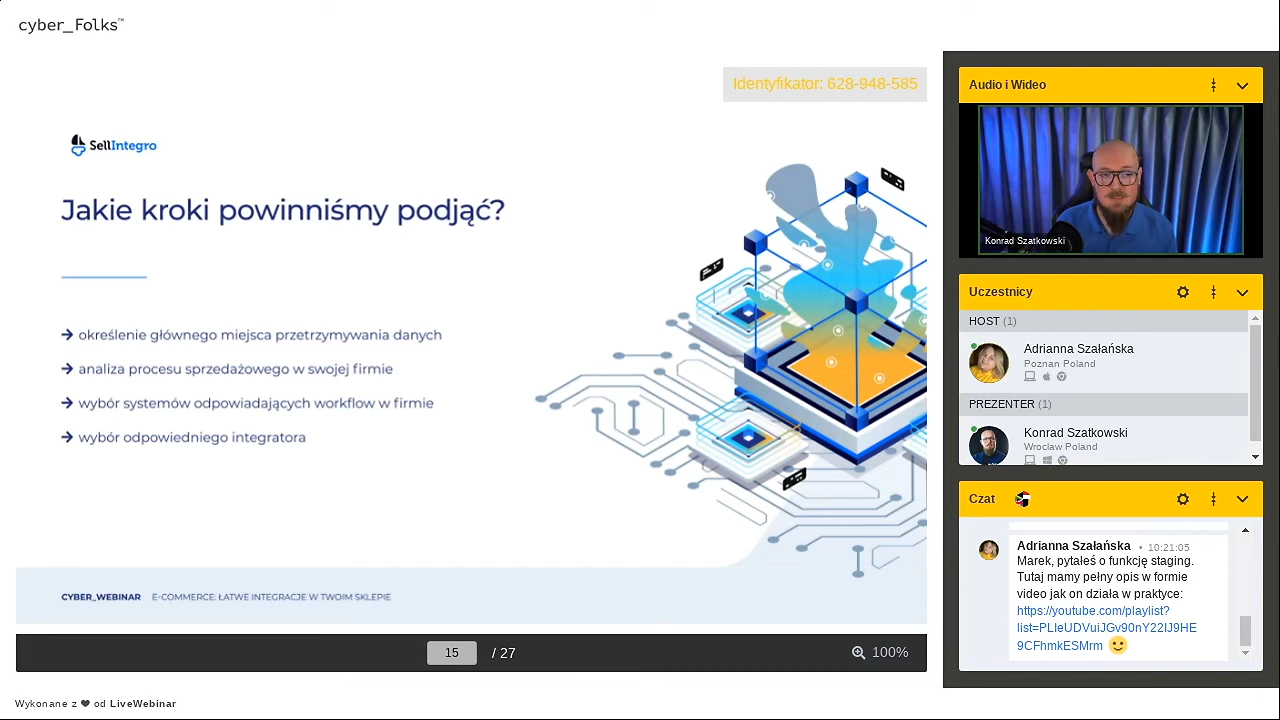 cyber_Folks™
Identyfikator: 628-948-585
SellIntegro
Jakie kroki powinniśmy podjąć?
→ określenie głównego miejsca przetrzymywania danych
→ analiza procesu sprzedażowego w swojej firmie
→ wybór systemów odpowiadających workflow w firmie
→ wybór odpowiedniego integratora
CYBER_WEBINAR E-COMMERCE: ŁATWE INTEGRACJE W TWOIM SKLEPIE
15 / 27
100%
Wykonane z ❤ od LiveWebinar
Audio i Wideo
Konrad Szatkowski
Uczestnicy
HOST (1)
Adrianna Szałańska
Poznan Poland
PREZENTER (1)
Konrad Szatkowski
Wroclaw Poland
Czat
Adrianna Szałańska • 10:21:05
Marek, pytałeś o funkcję staging.
Tutaj mamy pełny opis w formie
video jak on działa w praktyce:
https://youtube.com/playlist?
list=PLIeUDVuiJGv90nY22IJ9HE
9CFhmkESMrm 🙂